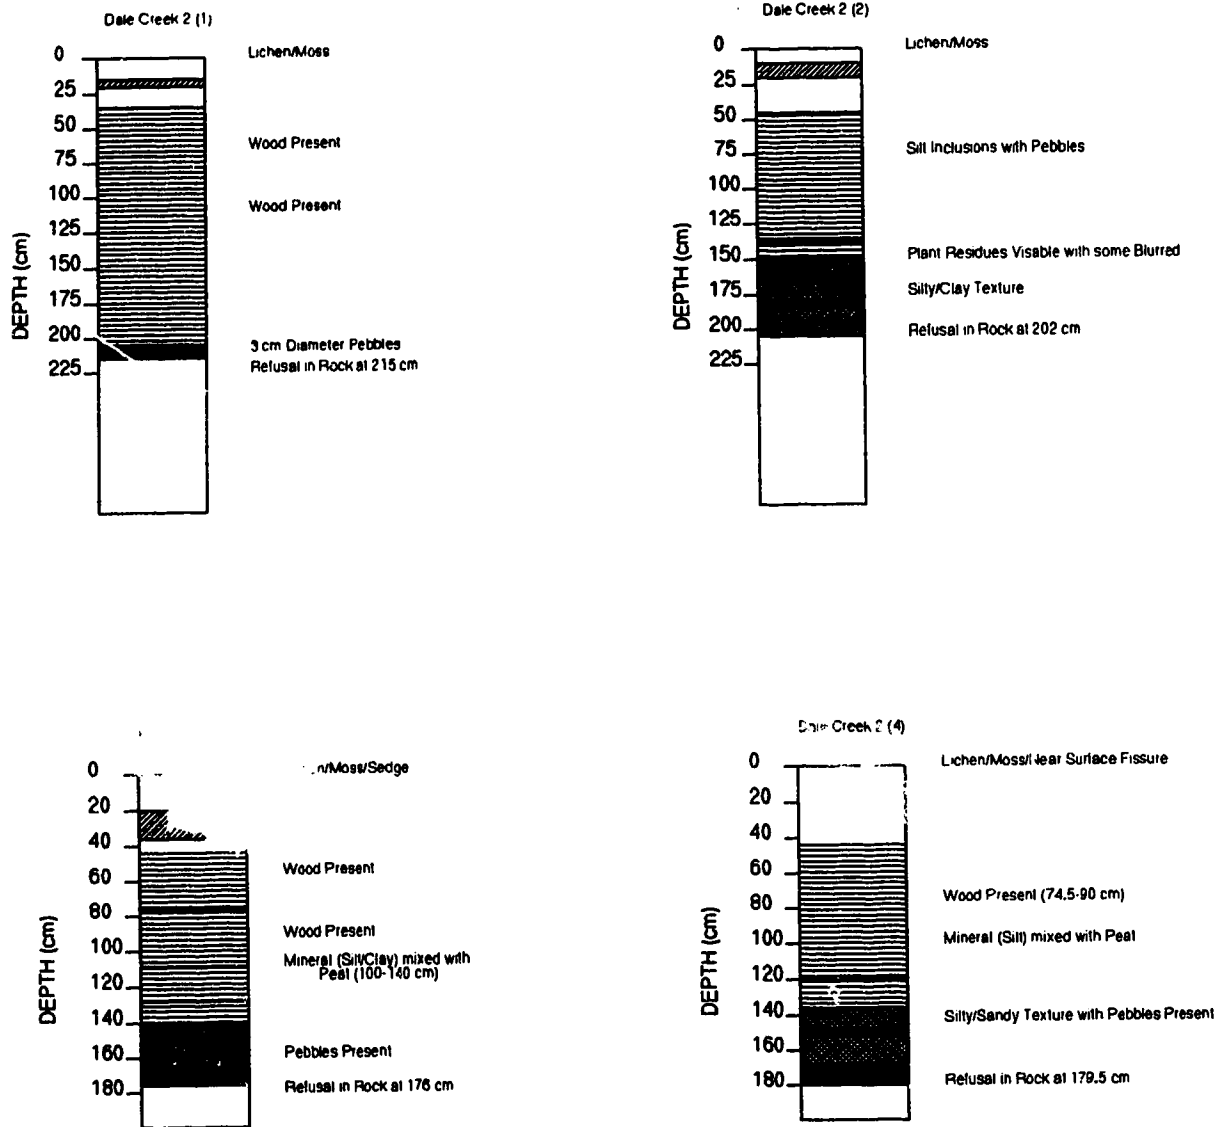 Dale Creek 2 (1)
0
25
50
75
100
125
150
175
200
225
DEPTH (cm)
Lichen/Moss
Wood Present
Wood Present
3 cm Diameter Pebbles
Refusal in Rock at 215 cm
Dale Creek 2 (2)
0
25
50
75
100
125
150
175
200
225
DEPTH (cm)
Lichen/Moss
Silt Inclusions with Pebbles
Plant Residues Visable with some Blurred
Silty/Clay Texture
Refusal in Rock at 202 cm
0
20
40
60
80
100
120
140
160
180
DEPTH (cm)
n/Moss/Sedge
Wood Present
Wood Present
Mineral (Silt/Clay) mixed with
Peat (100-140 cm)
Pebbles Present
Refusal in Rock at 176 cm
Dale Creek 2 (4)
0
20
40
60
80
100
120
140
160
180
DEPTH (cm)
Lichen/Moss/Near Surface Fissure
Wood Present (74.5-90 cm)
Mineral (Silt) mixed with Peat
Silty/Sandy Texture with Pebbles Present
Refusal in Rock at 179.5 cm